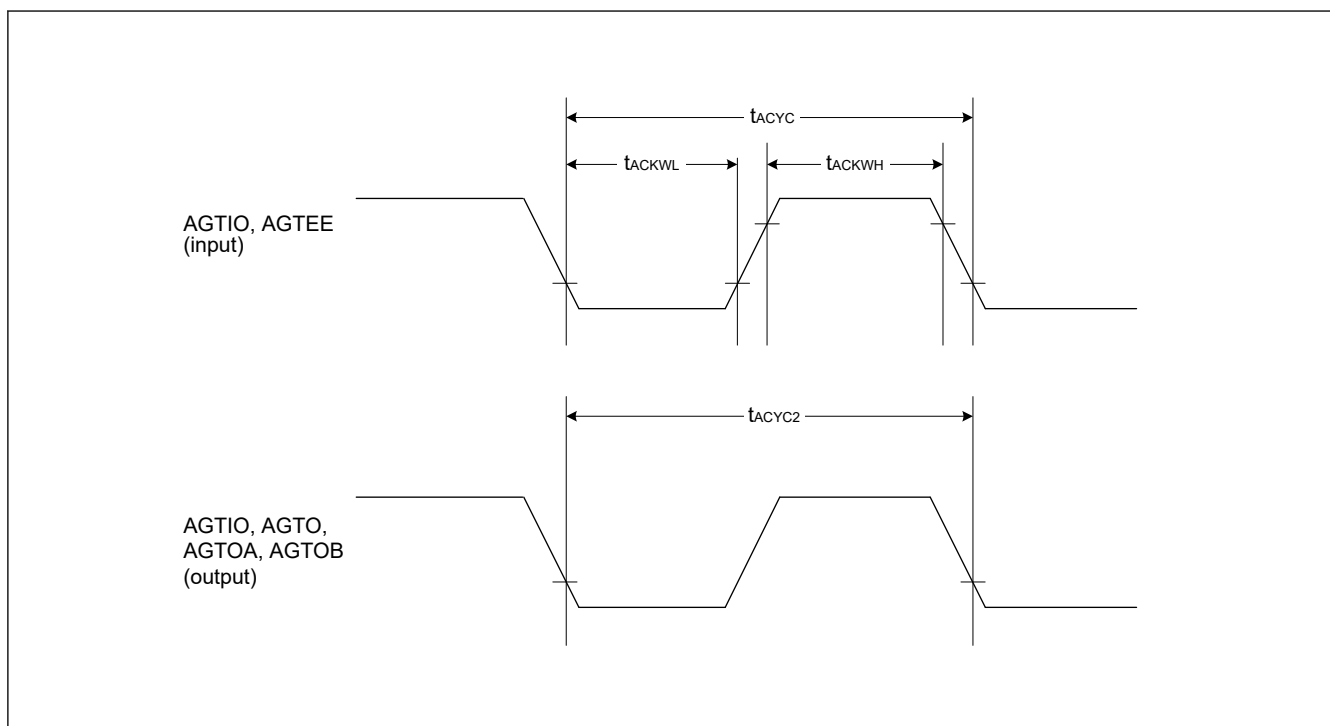 tACYC
tACKWL
tACKWH
AGTIO, AGTEE
(input)
tACYC2
AGTIO, AGTO,
AGTOA, AGTOB
(output)